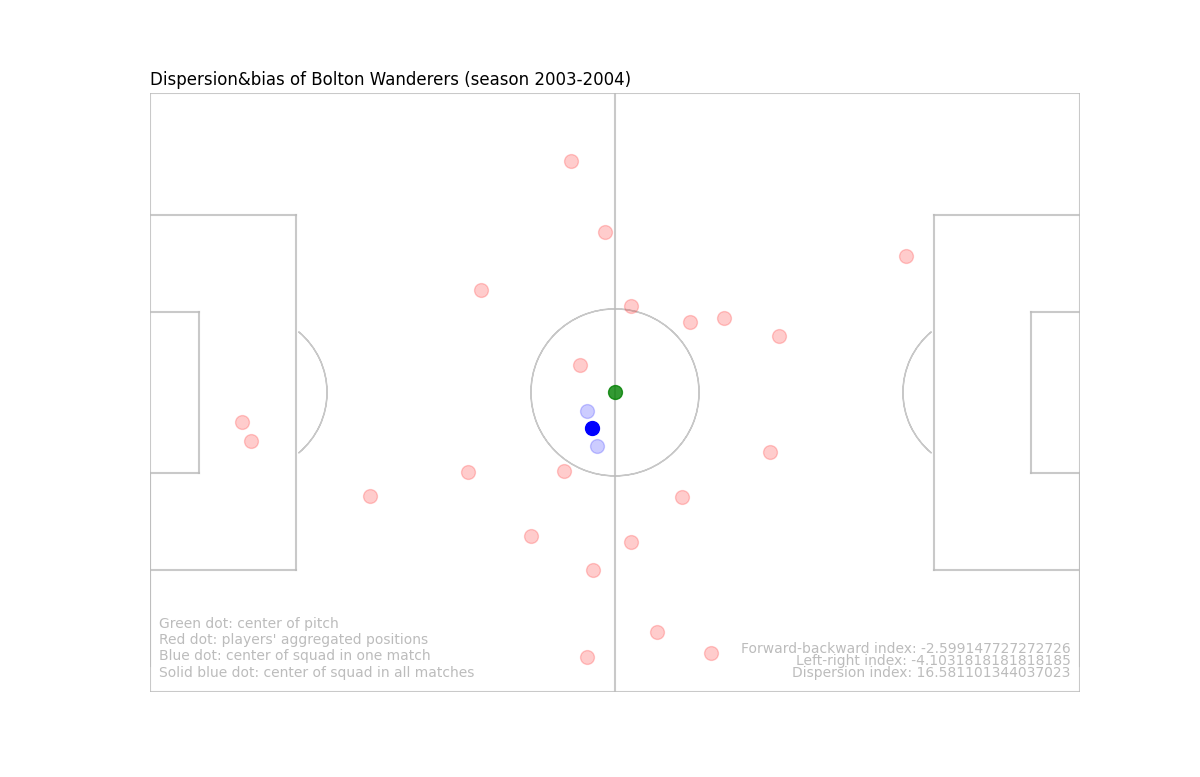 Dispersion&bias of Bolton Wanderers (season 2003-2004)
Green dot: center of pitch
Red dot: players' aggregated positions
Blue dot: center of squad in one match
Solid blue dot: center of squad in all matches
Forward-backward index: -2.599147727272726
Left-right index: -4.1031818181818185
Dispersion index: 16.581101344037023